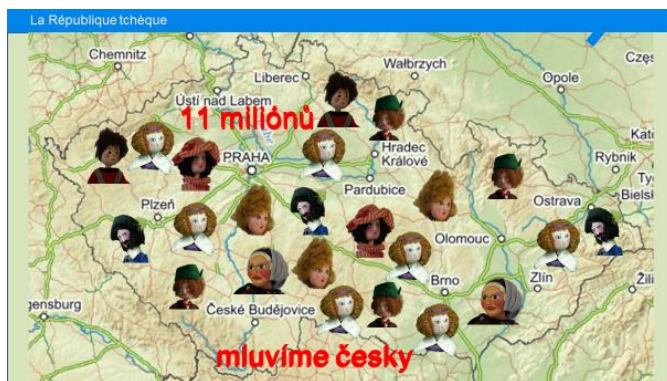 La République tchèque
Chemnitz
Liberec
Wałbrzych
Opole
Ústí nad Labem
11 miliónů
PRAHA
Hradec
Králové
Rybnik
Pardubice
Plzeň
Ostrava
Olomouc
Brno
Zlín
České Budějovice
mluvíme česky